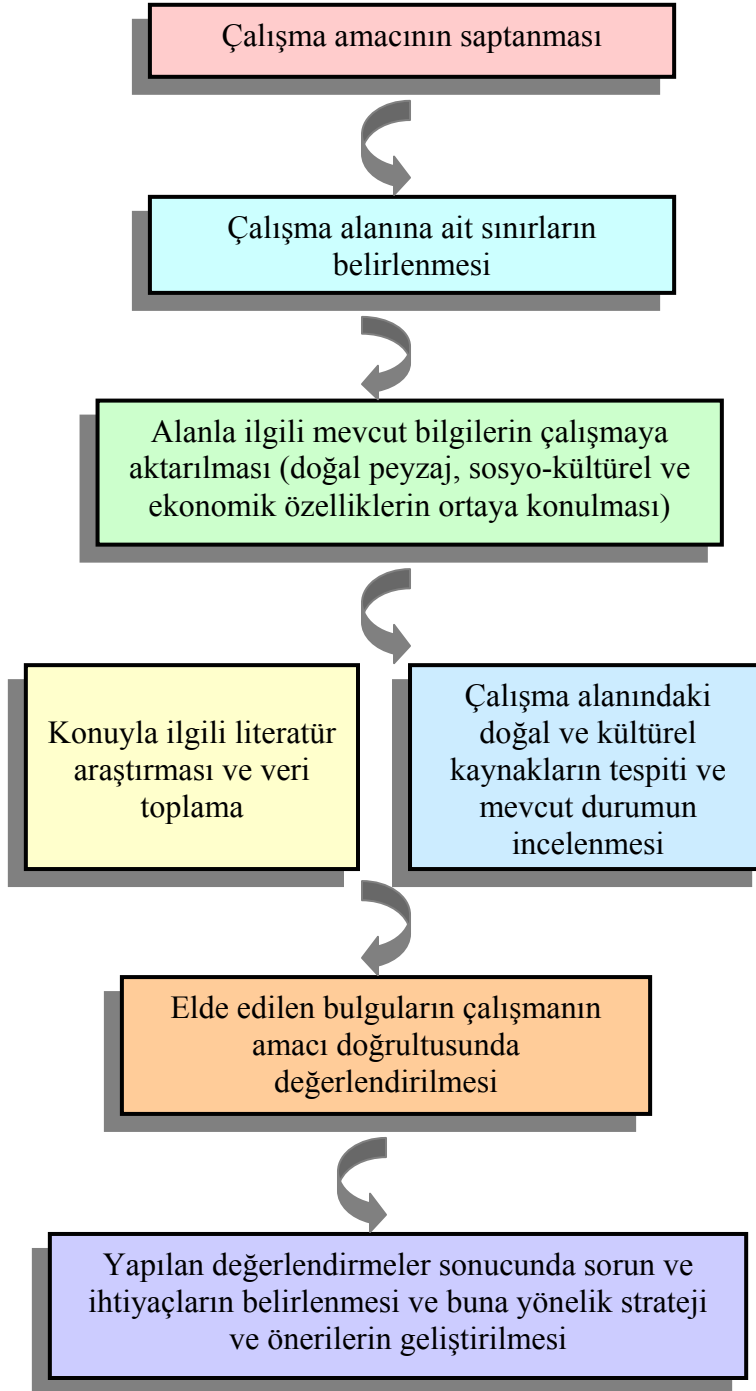 Çalışma amacının saptanması
Çalışma alanına ait sınırların
belirlenmesi
Alanla ilgili mevcut bilgilerin çalışmaya
aktarılması (doğal peyzaj, sosyo-kültürel ve
ekonomik özelliklerin ortaya konulması)
Konuyla ilgili literatür
araştırması ve veri
toplama
Çalışma alanındaki
doğal ve kültürel
kaynakların tespiti ve
mevcut durumun
incelenmesi
Elde edilen bulguların çalışmanın
amacı doğrultusunda
değerlendirilmesi
Yapılan değerlendirmeler sonucunda sorun ve
ihtiyaçların belirlenmesi ve buna yönelik strateji
ve önerilerin geliştirilmesi